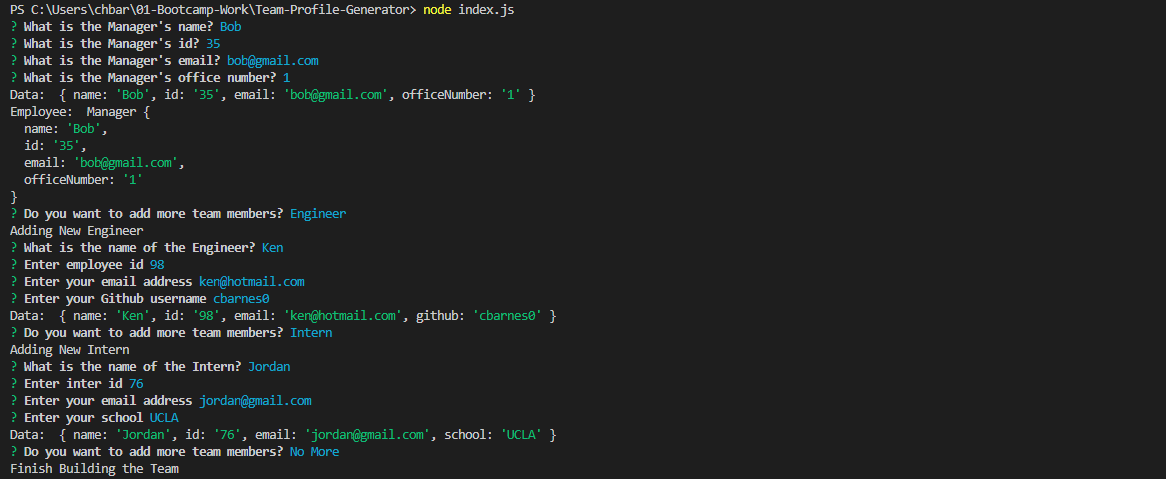 PS C:\Users\chbar\01-Bootcamp-Work\Team-Profile-Generator> node index.js
? What is the Manager's name? Bob
? What is the Manager's id? 35
? What is the Manager's email? bob@gmail.com
? What is the Manager's office number? 1
Data:  { name: 'Bob', id: '35', email: 'bob@gmail.com', officeNumber: '1' }
Employee:  Manager {
  name: 'Bob',
  id: '35',
  email: 'bob@gmail.com',
  officeNumber: '1'
}
? Do you want to add more team members? Engineer
Adding New Engineer
? What is the name of the Engineer? Ken
? Enter employee id 98
? Enter your email address ken@hotmail.com
? Enter your Github username cbarnes0
Data:  { name: 'Ken', id: '98', email: 'ken@hotmail.com', github: 'cbarnes0' }
? Do you want to add more team members? Intern
Adding New Intern
? What is the name of the Intern? Jordan
? Enter inter id 76
? Enter your email address jordan@gmail.com
? Enter your school UCLA
Data:  { name: 'Jordan', id: '76', email: 'jordan@gmail.com', school: 'UCLA' }
? Do you want to add more team members? No More
Finish Building the Team